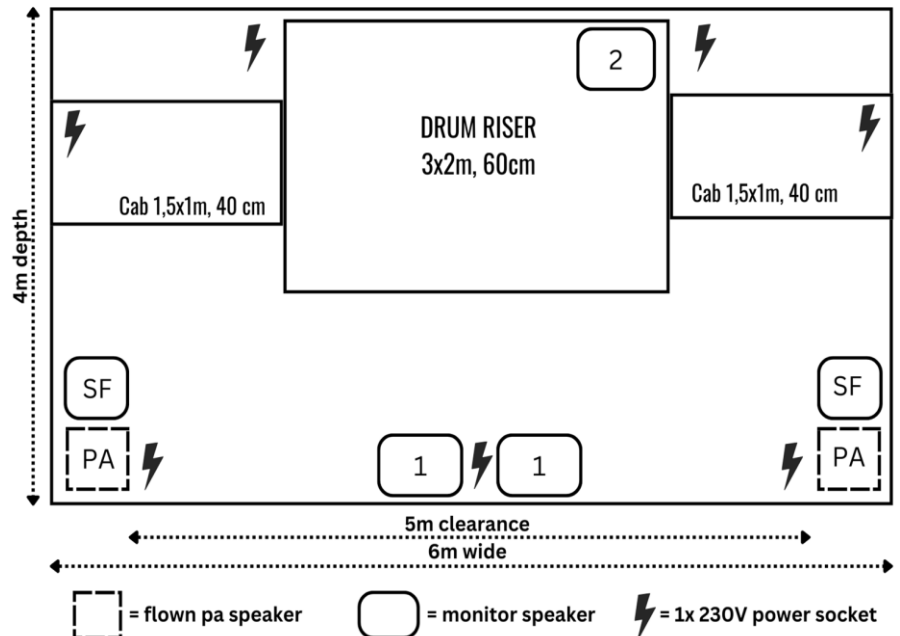 2
DRUM RISER
3x2m, 60cm
Cab 1,5x1m, 40 cm
Cab 1,5x1m, 40 cm
4m depth
SF
SF
PA
1
1
PA
5m clearance
6m wide
= flown pa speaker
= monitor speaker
= 1x 230V power socket